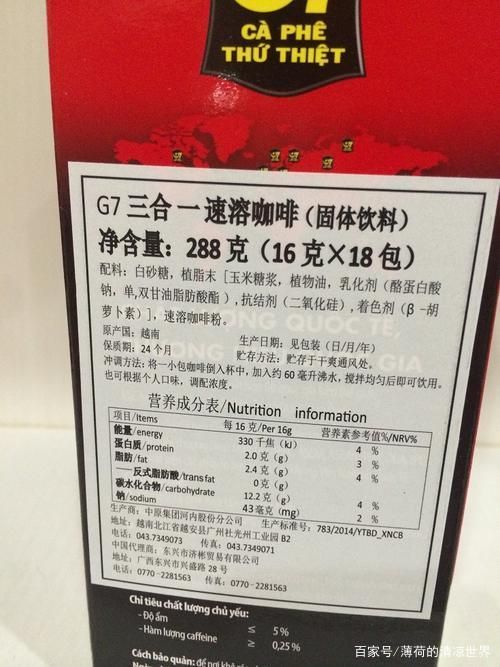 CÀ PHÊ
THỨ THIỆT
G7 三合一速溶咖啡（固体饮料）
净含量：288 克（16 克×18 包）
配料：白砂糖，植脂末［玉米糖浆，植物油，乳化剂（酪蛋白酸
钠，单,双甘油脂肪酸酯），抗结剂（二氧化硅），着色剂（β -胡
萝卜素）］，速溶咖啡粉。
原产国：越南 生产日期：见包装（日/月/年）
保质期：24 个月 贮存方法：贮存于干爽通风处。
冲调方法：将一小包咖啡倒入杯中，加入约 60 毫升沸水，搅拌均匀后即可饮用。
也可根据个人口味，调配浓度。
营养成分表/Nutrition information
项目/Items 每 16 克/Per 16g 营养素参考值%/NRV%
能量/energy 330 千焦（kJ） 4 %
蛋白质/protein 2.0 克（g） 3 %
脂肪/fat 2.4 克（g） 4 %
——反式脂肪酸/trans fat 0 克（g）
碳水化合物/carbohydrate 12.2 克（g） 4 %
钠/sodium 43 毫克（mg） 2 %
生产商：中原集团河内股份公司 生产标准号：783/2014/YTBD_XNCB
地址：越南北江省越安县广州社光州工业园 B2
电话：043.7349073 传真：043.7349071
中国代理商：东兴市济彬贸易有限公司
地址：广西东兴市兴盛路 28 号
电话：0770-2281563 传真：0770-2281563
Chỉ tiêu chất lượng chủ yếu:
- Độ ẩm ≤ 5%
- Hàm lượng caffeine ≥ 0,25%
Cách bảo quản: để nơi khô
百家号/薄荷的清凉世界